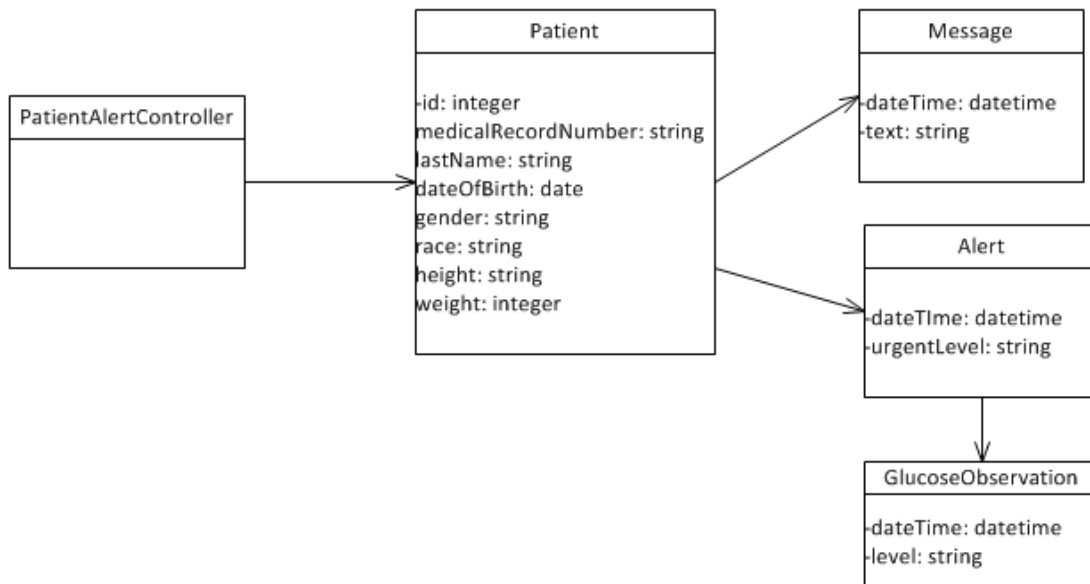 PatientAlertController
Patient
-id: integer
medicalRecordNumber: string
lastName: string
dateOfBirth: date
gender: string
race: string
height: string
weight: integer
Message
-dateTime: datetime
-text: string
Alert
-dateTIme: datetime
-urgentLevel: string
GlucoseObservation
-dateTime: datetime
-level: string